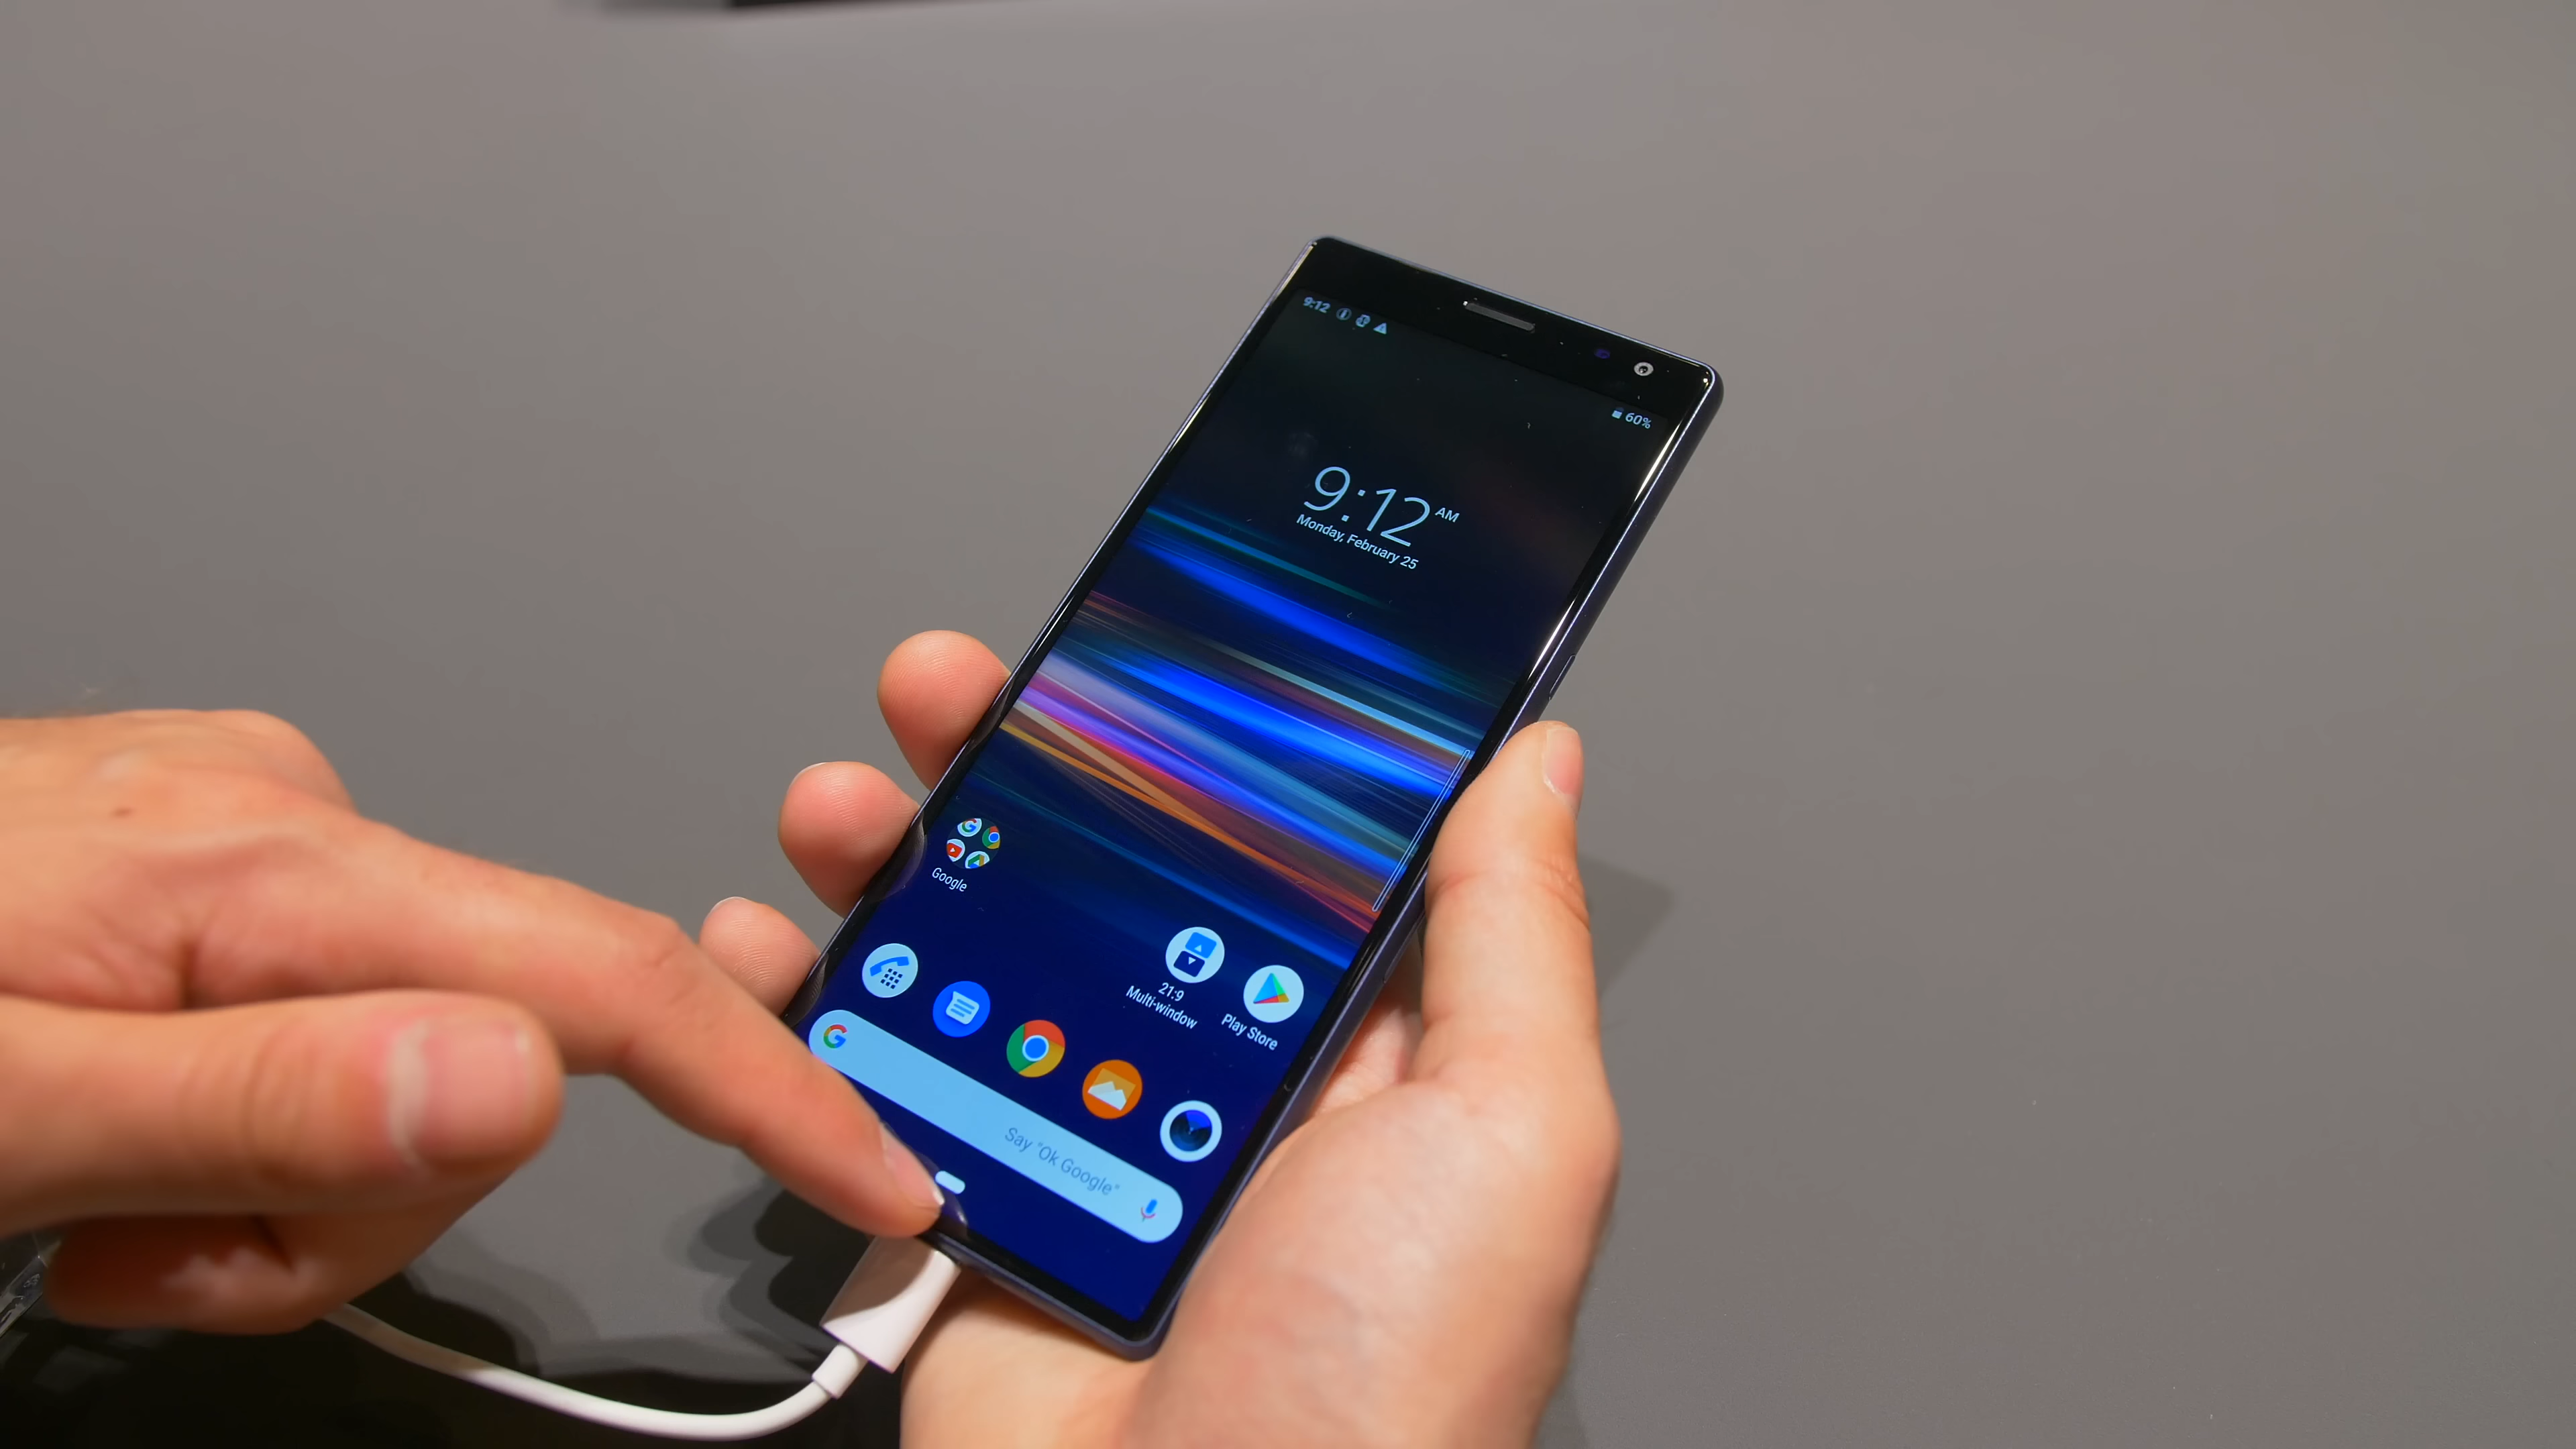 9:12
60%
9:12 AM
Monday, February 25
Google
21:9
Multi-window
Play Store
G
Say "Ok Google"